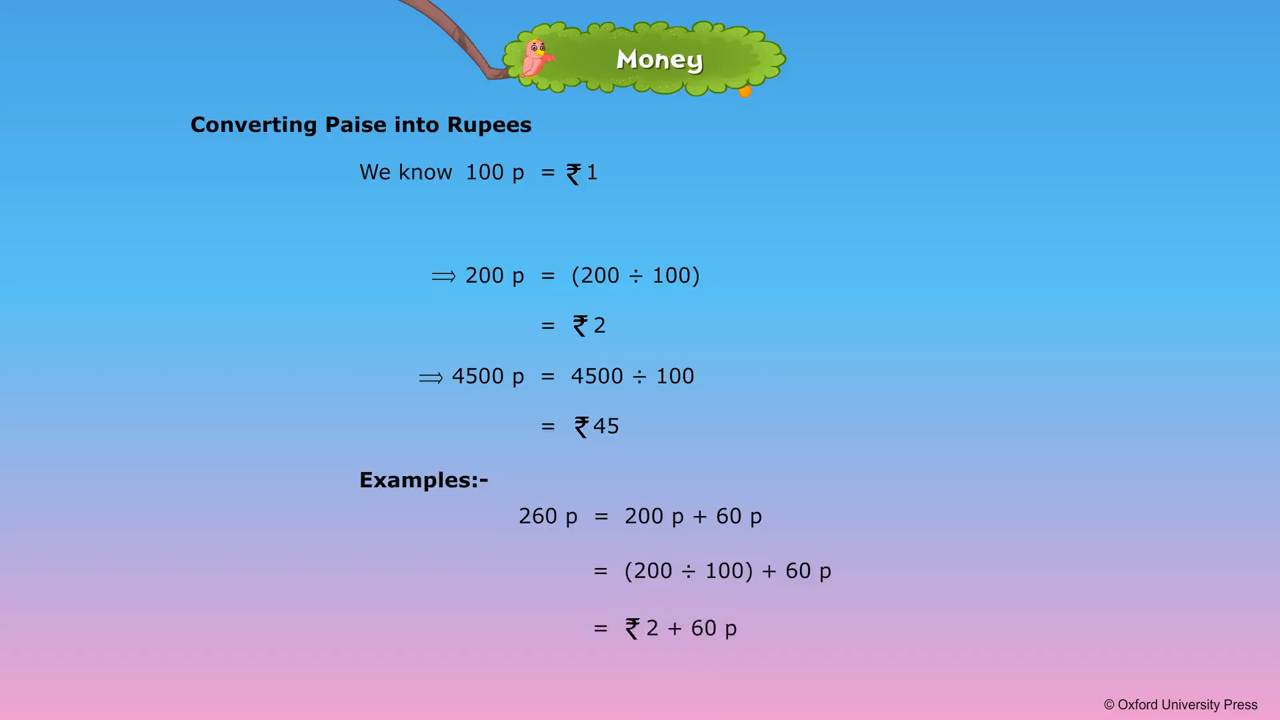 Money
Converting Paise into Rupees
We know 100 p = ₹ 1
⟹ 200 p = (200 ÷ 100)
= ₹ 2
⟹ 4500 p = 4500 ÷ 100
= ₹ 45
Examples:-
260 p = 200 p + 60 p
= (200 ÷ 100) + 60 p
= ₹ 2 + 60 p
© Oxford University Press